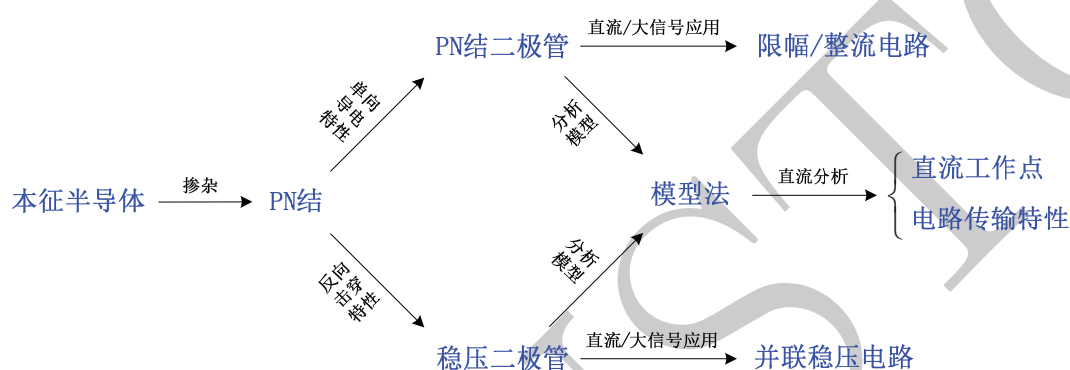 PN结二极管
直流/大信号应用
限幅/整流电路
单向
导电
特性
分析
模型
本征半导体
掺杂
PN结
模型法
直流分析
直流工作点
电路传输特性
反向
击穿
特性
分析
模型
稳压二极管
直流/大信号应用
并联稳压电路